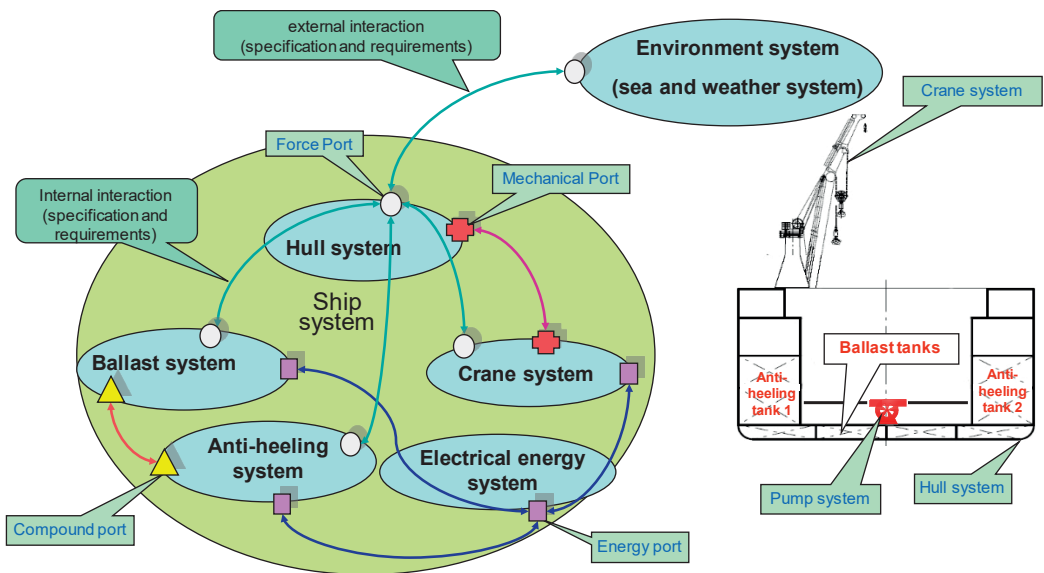 external interaction
(specification and requirements)
Environment system
(sea and weather system)
Crane system
Force Port
Mechanical Port
Internal interaction
(specification and
requirements)
Hull system
Ship
system
Ballast system
Crane system
Anti-heeling
system
Electrical energy
system
Compound port
Energy port
Ballast tanks
Anti-
heeling
tank 1
Anti-
heeling
tank 2
Pump system
Hull system